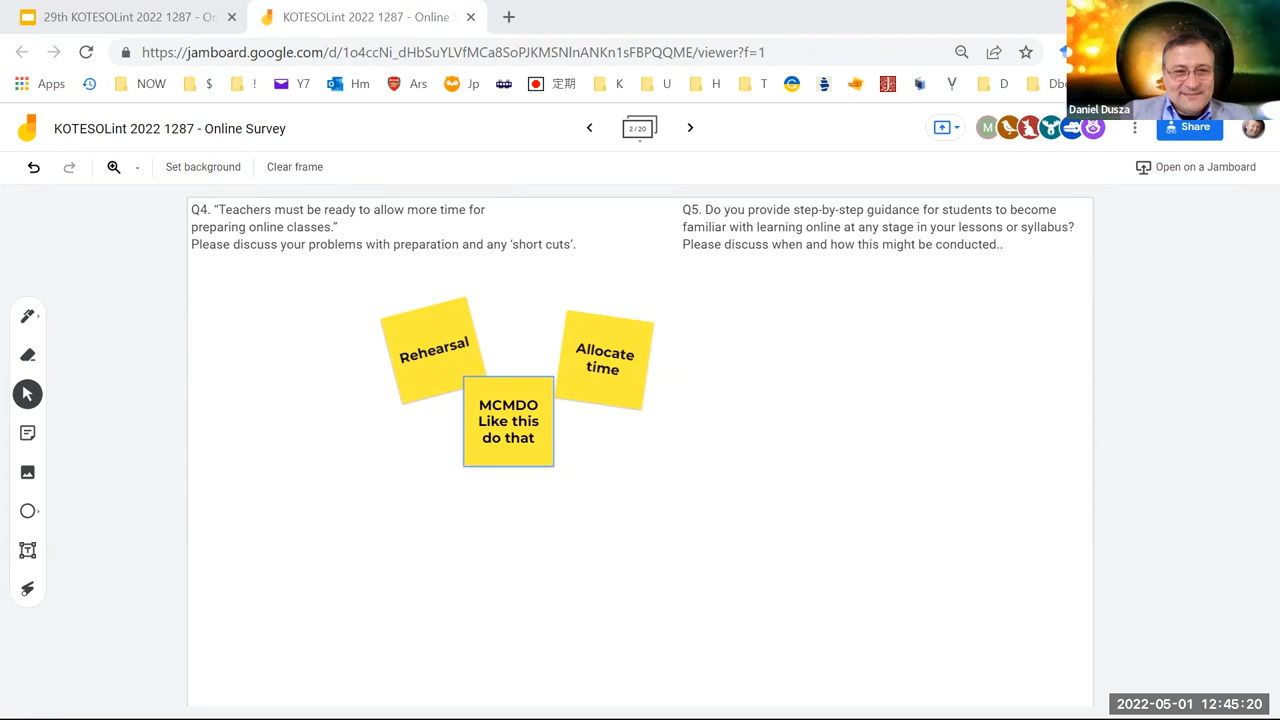 29th KOTESOLint 2022 1287 - On
KOTESOLint 2022 1287 - Online S
https://jamboard.google.com/d/1o4ccNi_dHbSuYLVfMCa8SoPJKMSNlnANKn1sFBPQQME/viewer?f=1
Apps NOW $ ! Y7 Hm Ars Jp 定期 K U H T D Dbo
Daniel Dusza
KOTESOLint 2022 1287 - Online Survey
2 / 20
M
Share
Set background
Clear frame
Open on a Jamboard
Q4. “Teachers must be ready to allow more time for
preparing online classes.”
Please discuss your problems with preparation and any ‘short cuts’.
Q5. Do you provide step-by-step guidance for students to become
familiar with learning online at any stage in your lessons or syllabus?
Please discuss when and how this might be conducted..
Rehearsal
Allocate
time
MCMDO
Like this
do that
2022-05-01 12:45:20